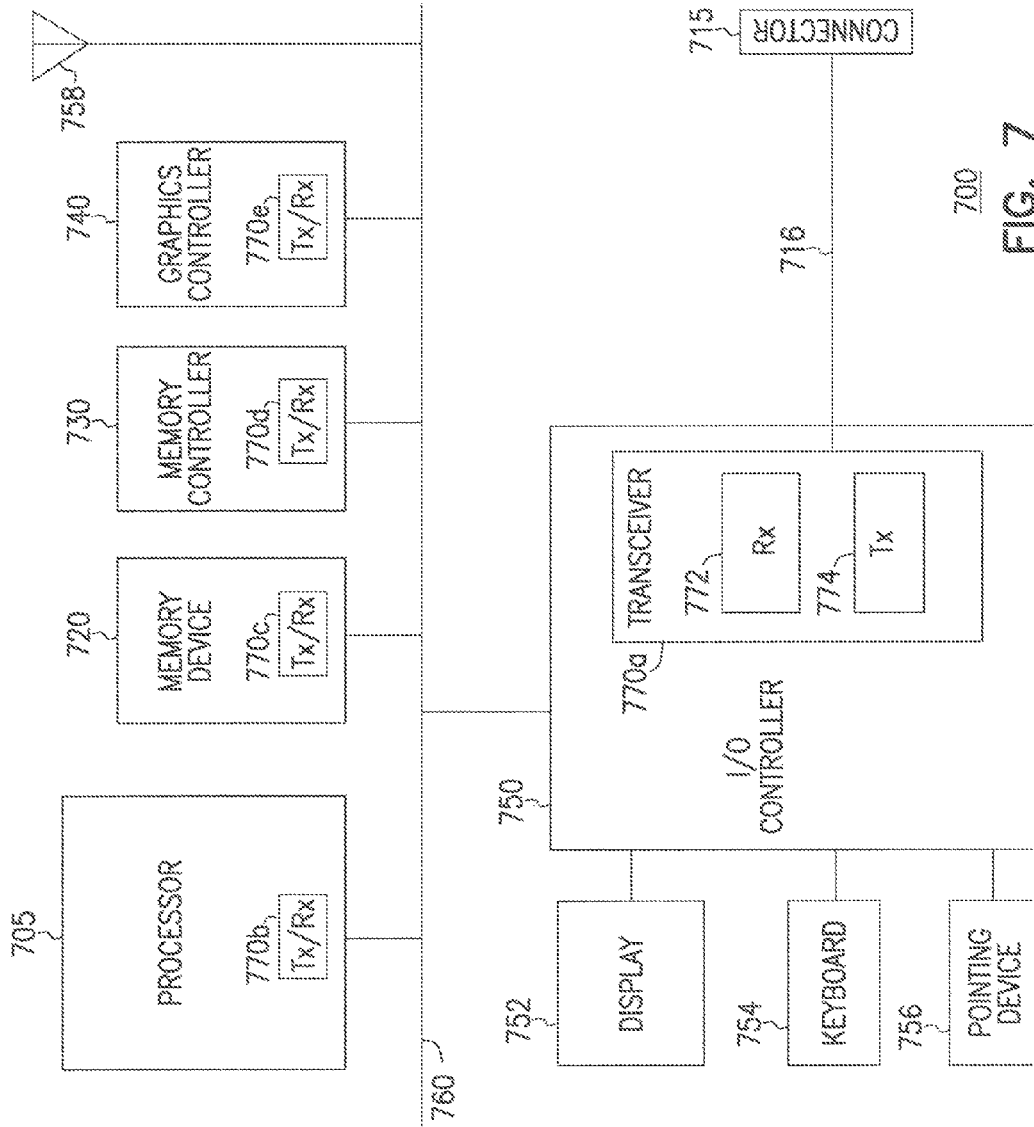 705
PROCESSOR
770b
Tx/Rx
720
MEMORY
DEVICE
770c
Tx/Rx
730
MEMORY
CONTROLLER
770d
Tx/Rx
740
GRAPHICS
CONTROLLER
770e
Tx/Rx
758
760
750
I/O
CONTROLLER
770a
TRANSCEIVER
772
Rx
774
Tx
752
DISPLAY
754
KEYBOARD
756
POINTING
DEVICE
716
715
CONNECTOR
700
FIG. 7